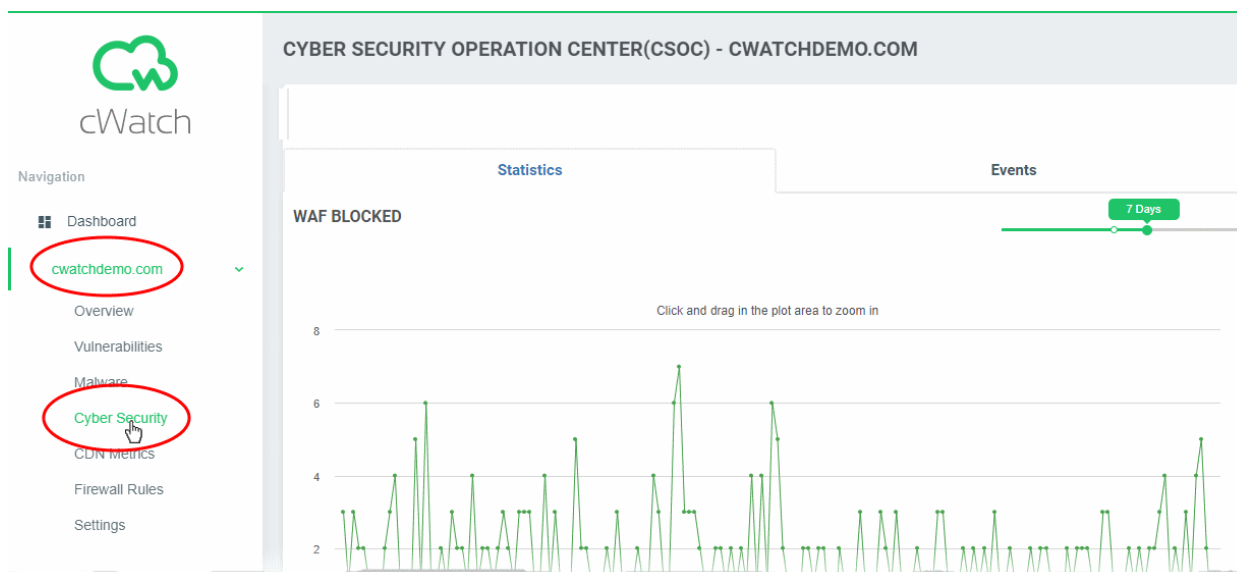 CYBER SECURITY OPERATION CENTER(CSOC) - CWATCHDEMO.COM
cWatch
Navigation
Dashboard
cwatchdemo.com
Overview
Vulnerabilities
Malware
Cyber Security
CDN Metrics
Firewall Rules
Settings
Statistics
Events
WAF BLOCKED
7 Days
Click and drag in the plot area to zoom in
8
6
4
2